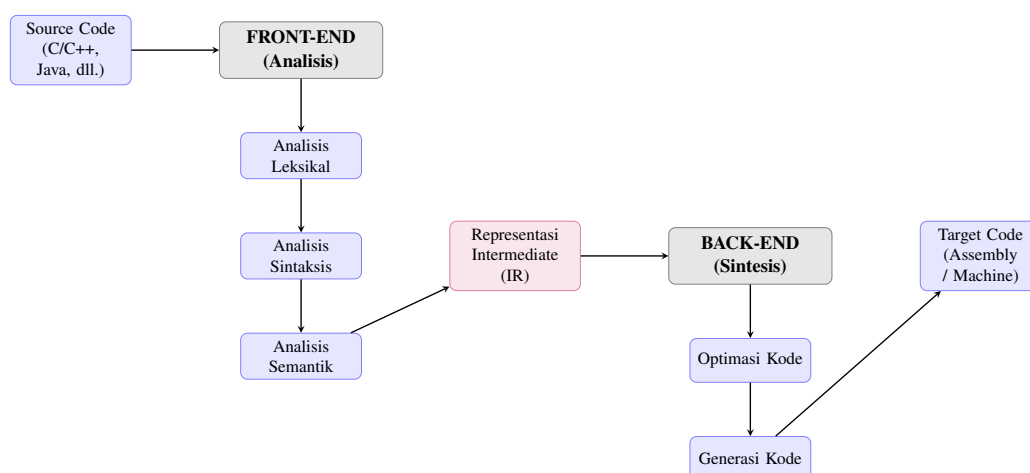 Source Code
(C/C++,
Java, dll.)
FRONT-END
(Analisis)
Analisis
Leksikal
Analisis
Sintaksis
Analisis
Semantik
Representasi
Intermediate
(IR)
BACK-END
(Sintesis)
Optimasi Kode
Generasi Kode
Target Code
(Assembly
/ Machine)